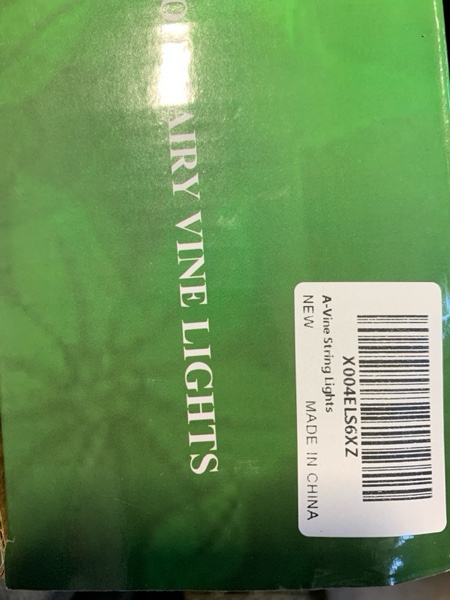 AIRY VINE LIGHTS
X004ELS6XZ
A-Vine String Lights
NEW MADE IN CHINA